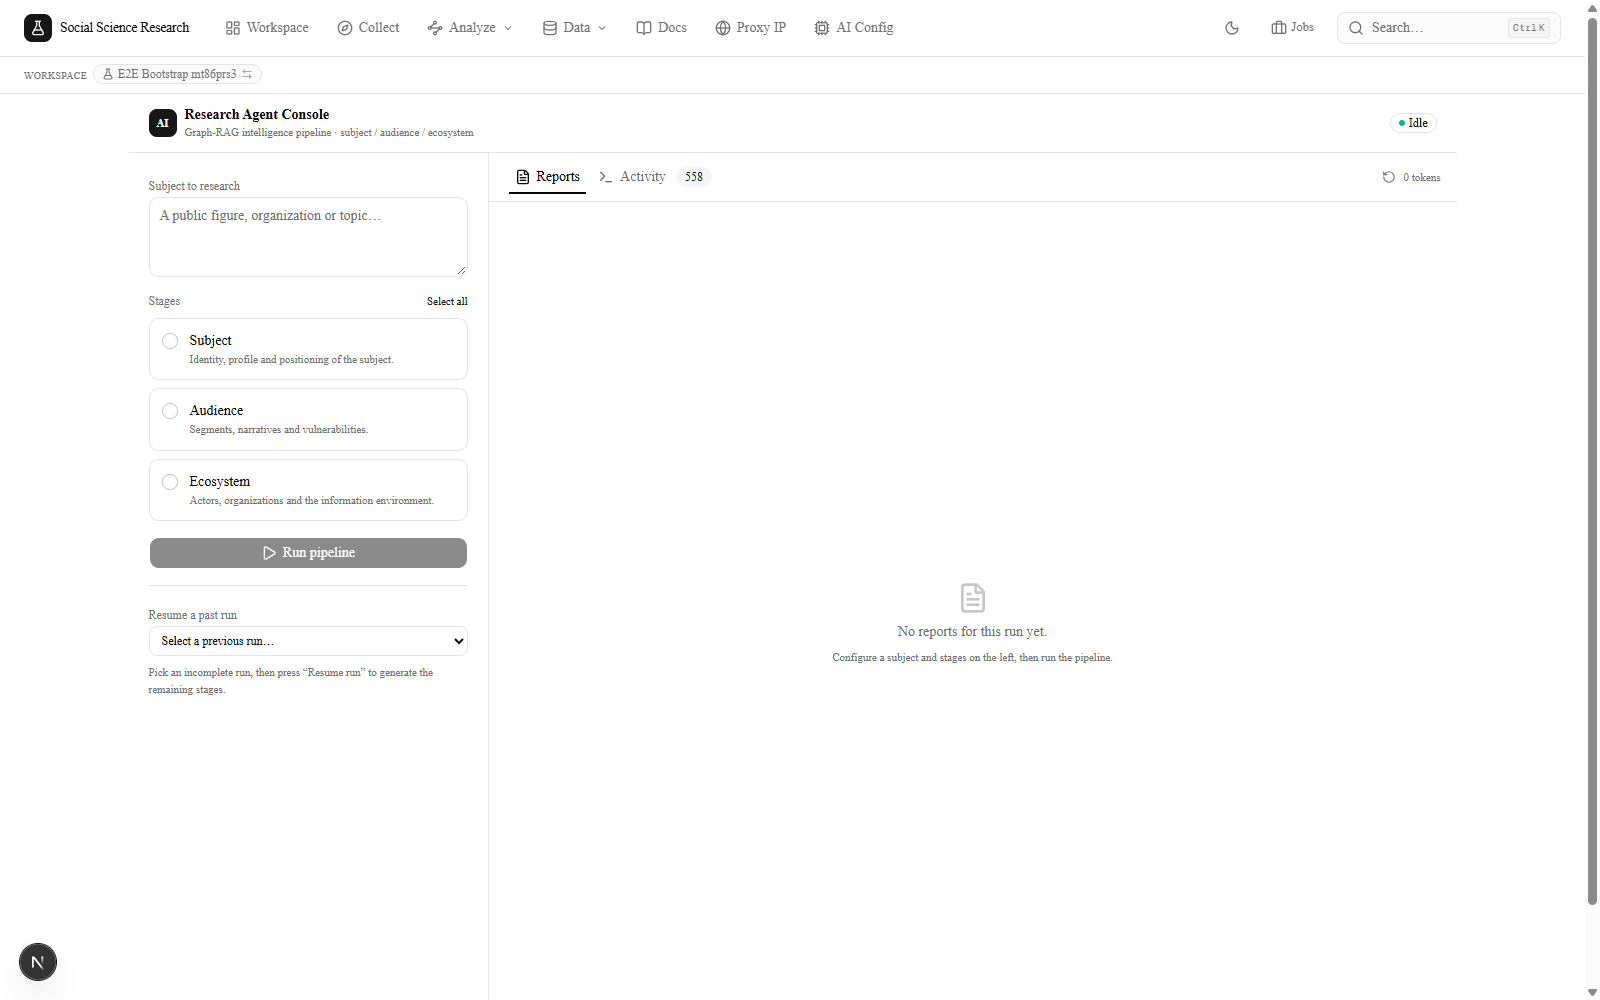 Social Science Research
Workspace
Collect
Analyze
Data
Docs
Proxy IP
AI Config
Jobs
Search...
Ctrl K
WORKSPACE
E2E Bootstrap mt86prs3
AI
Research Agent Console
Graph-RAG intelligence pipeline · subject / audience / ecosystem
Idle
Subject to research
A public figure, organization or topic...
Stages
Select all
Subject
Identity, profile and positioning of the subject.
Audience
Segments, narratives and vulnerabilities.
Ecosystem
Actors, organizations and the information environment.
Run pipeline
Resume a past run
Select a previous run...
Pick an incomplete run, then press “Resume run” to generate the
remaining stages.
Reports
Activity
558
0 tokens
No reports for this run yet.
Configure a subject and stages on the left, then run the pipeline.
N